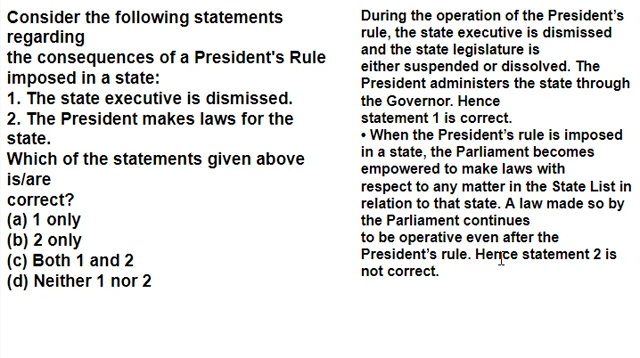 Consider the following statements
regarding
the consequences of a President's Rule
imposed in a state:
1. The state executive is dismissed.
2. The President makes laws for the
state.
Which of the statements given above
is/are
correct?
(a) 1 only
(b) 2 only
(c) Both 1 and 2
(d) Neither 1 nor 2
During the operation of the President’s
rule, the state executive is dismissed
and the state legislature is
either suspended or dissolved. The
President administers the state through
the Governor. Hence
statement 1 is correct.
• When the President’s rule is imposed
in a state, the Parliament becomes
empowered to make laws with
respect to any matter in the State List in
relation to that state. A law made so by
the Parliament continues
to be operative even after the
President’s rule. Hence statement 2 is
not correct.